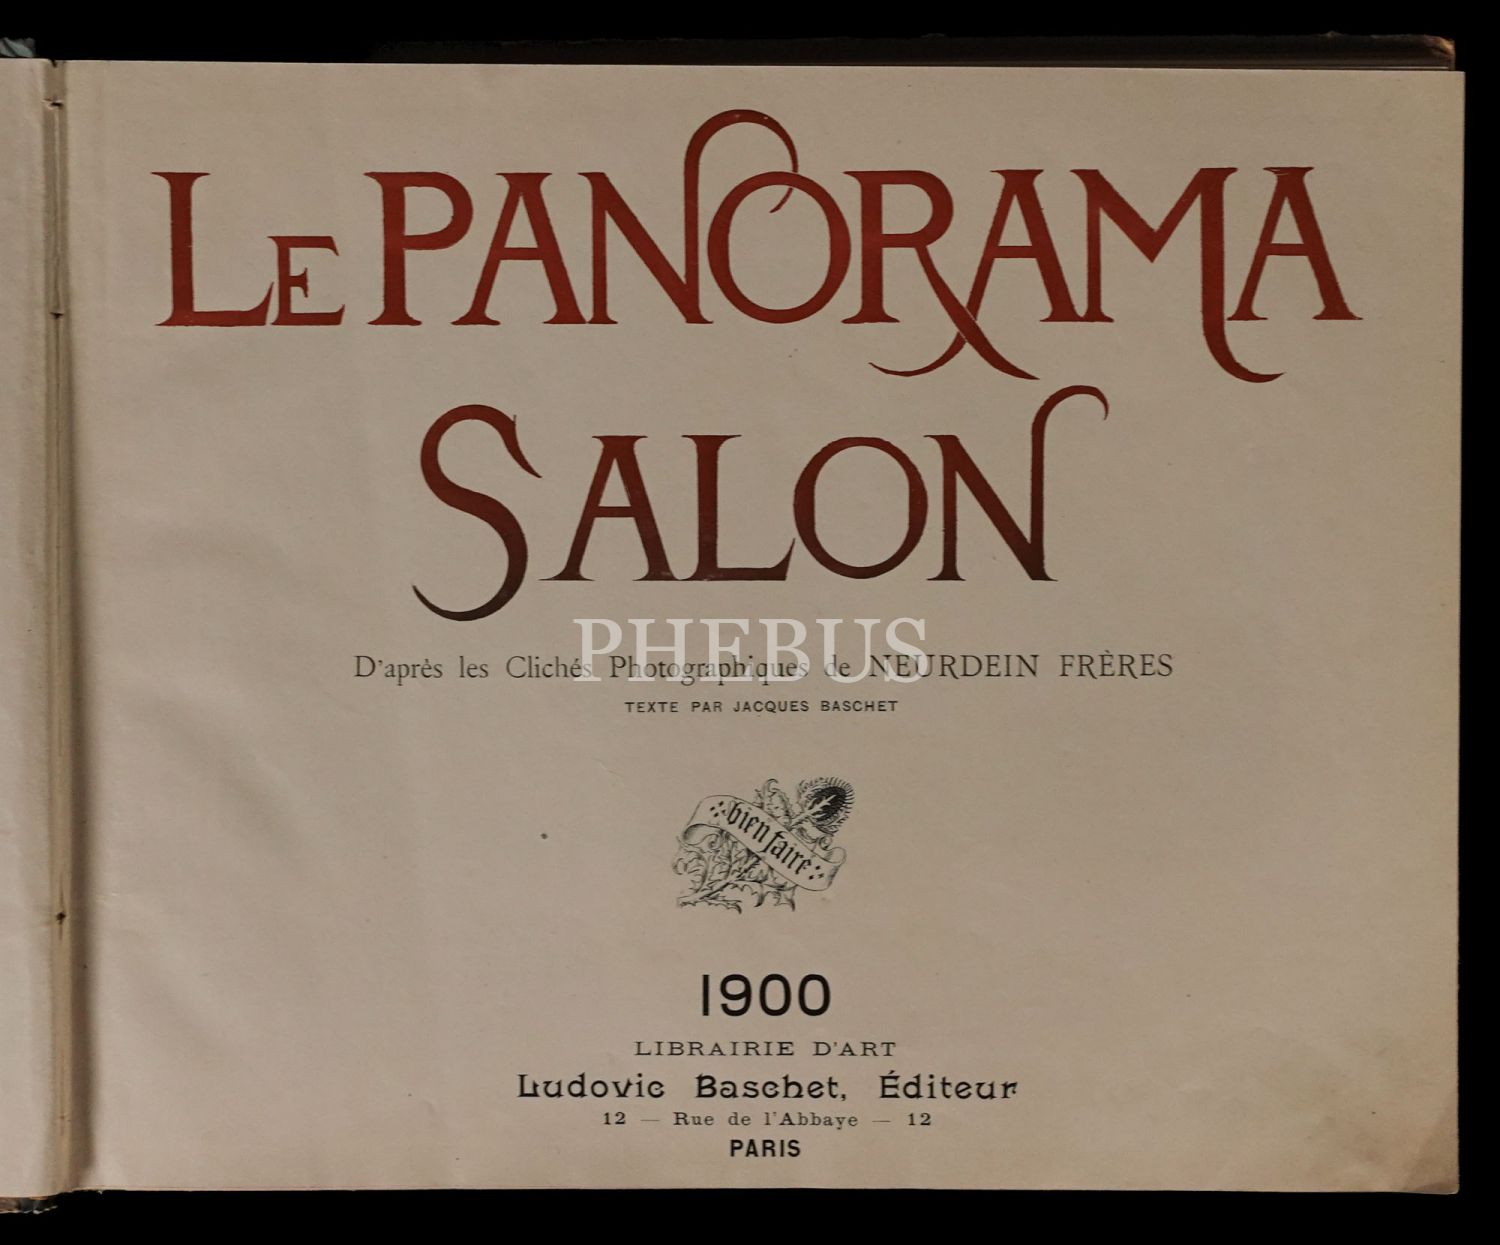 LE PANORAMA
SALON
PHEBUS
D'après les Clichés Photographiques de NEURDEIN FRÈRES
TEXTE PAR JACQUES BASCHET
bien faire
1900
LIBRAIRIE D'ART
Ludovic Baschet, Éditeur
12 — Rue de l'Abbaye — 12
PARIS